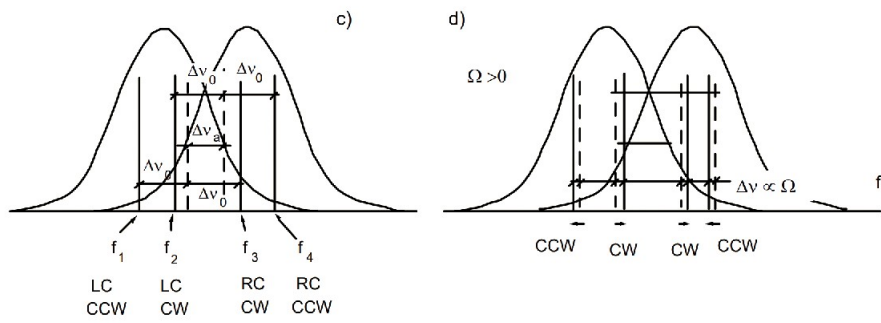 c)
Δν₀ Δν₀
Δνₐ
Δν₀
Δν₀
f₁ f₂ f₃ f₄
LC LC RC RC
CCW CW CW CCW
d)
Ω >0
Δν ∝ Ω
f
CCW CW CW CCW